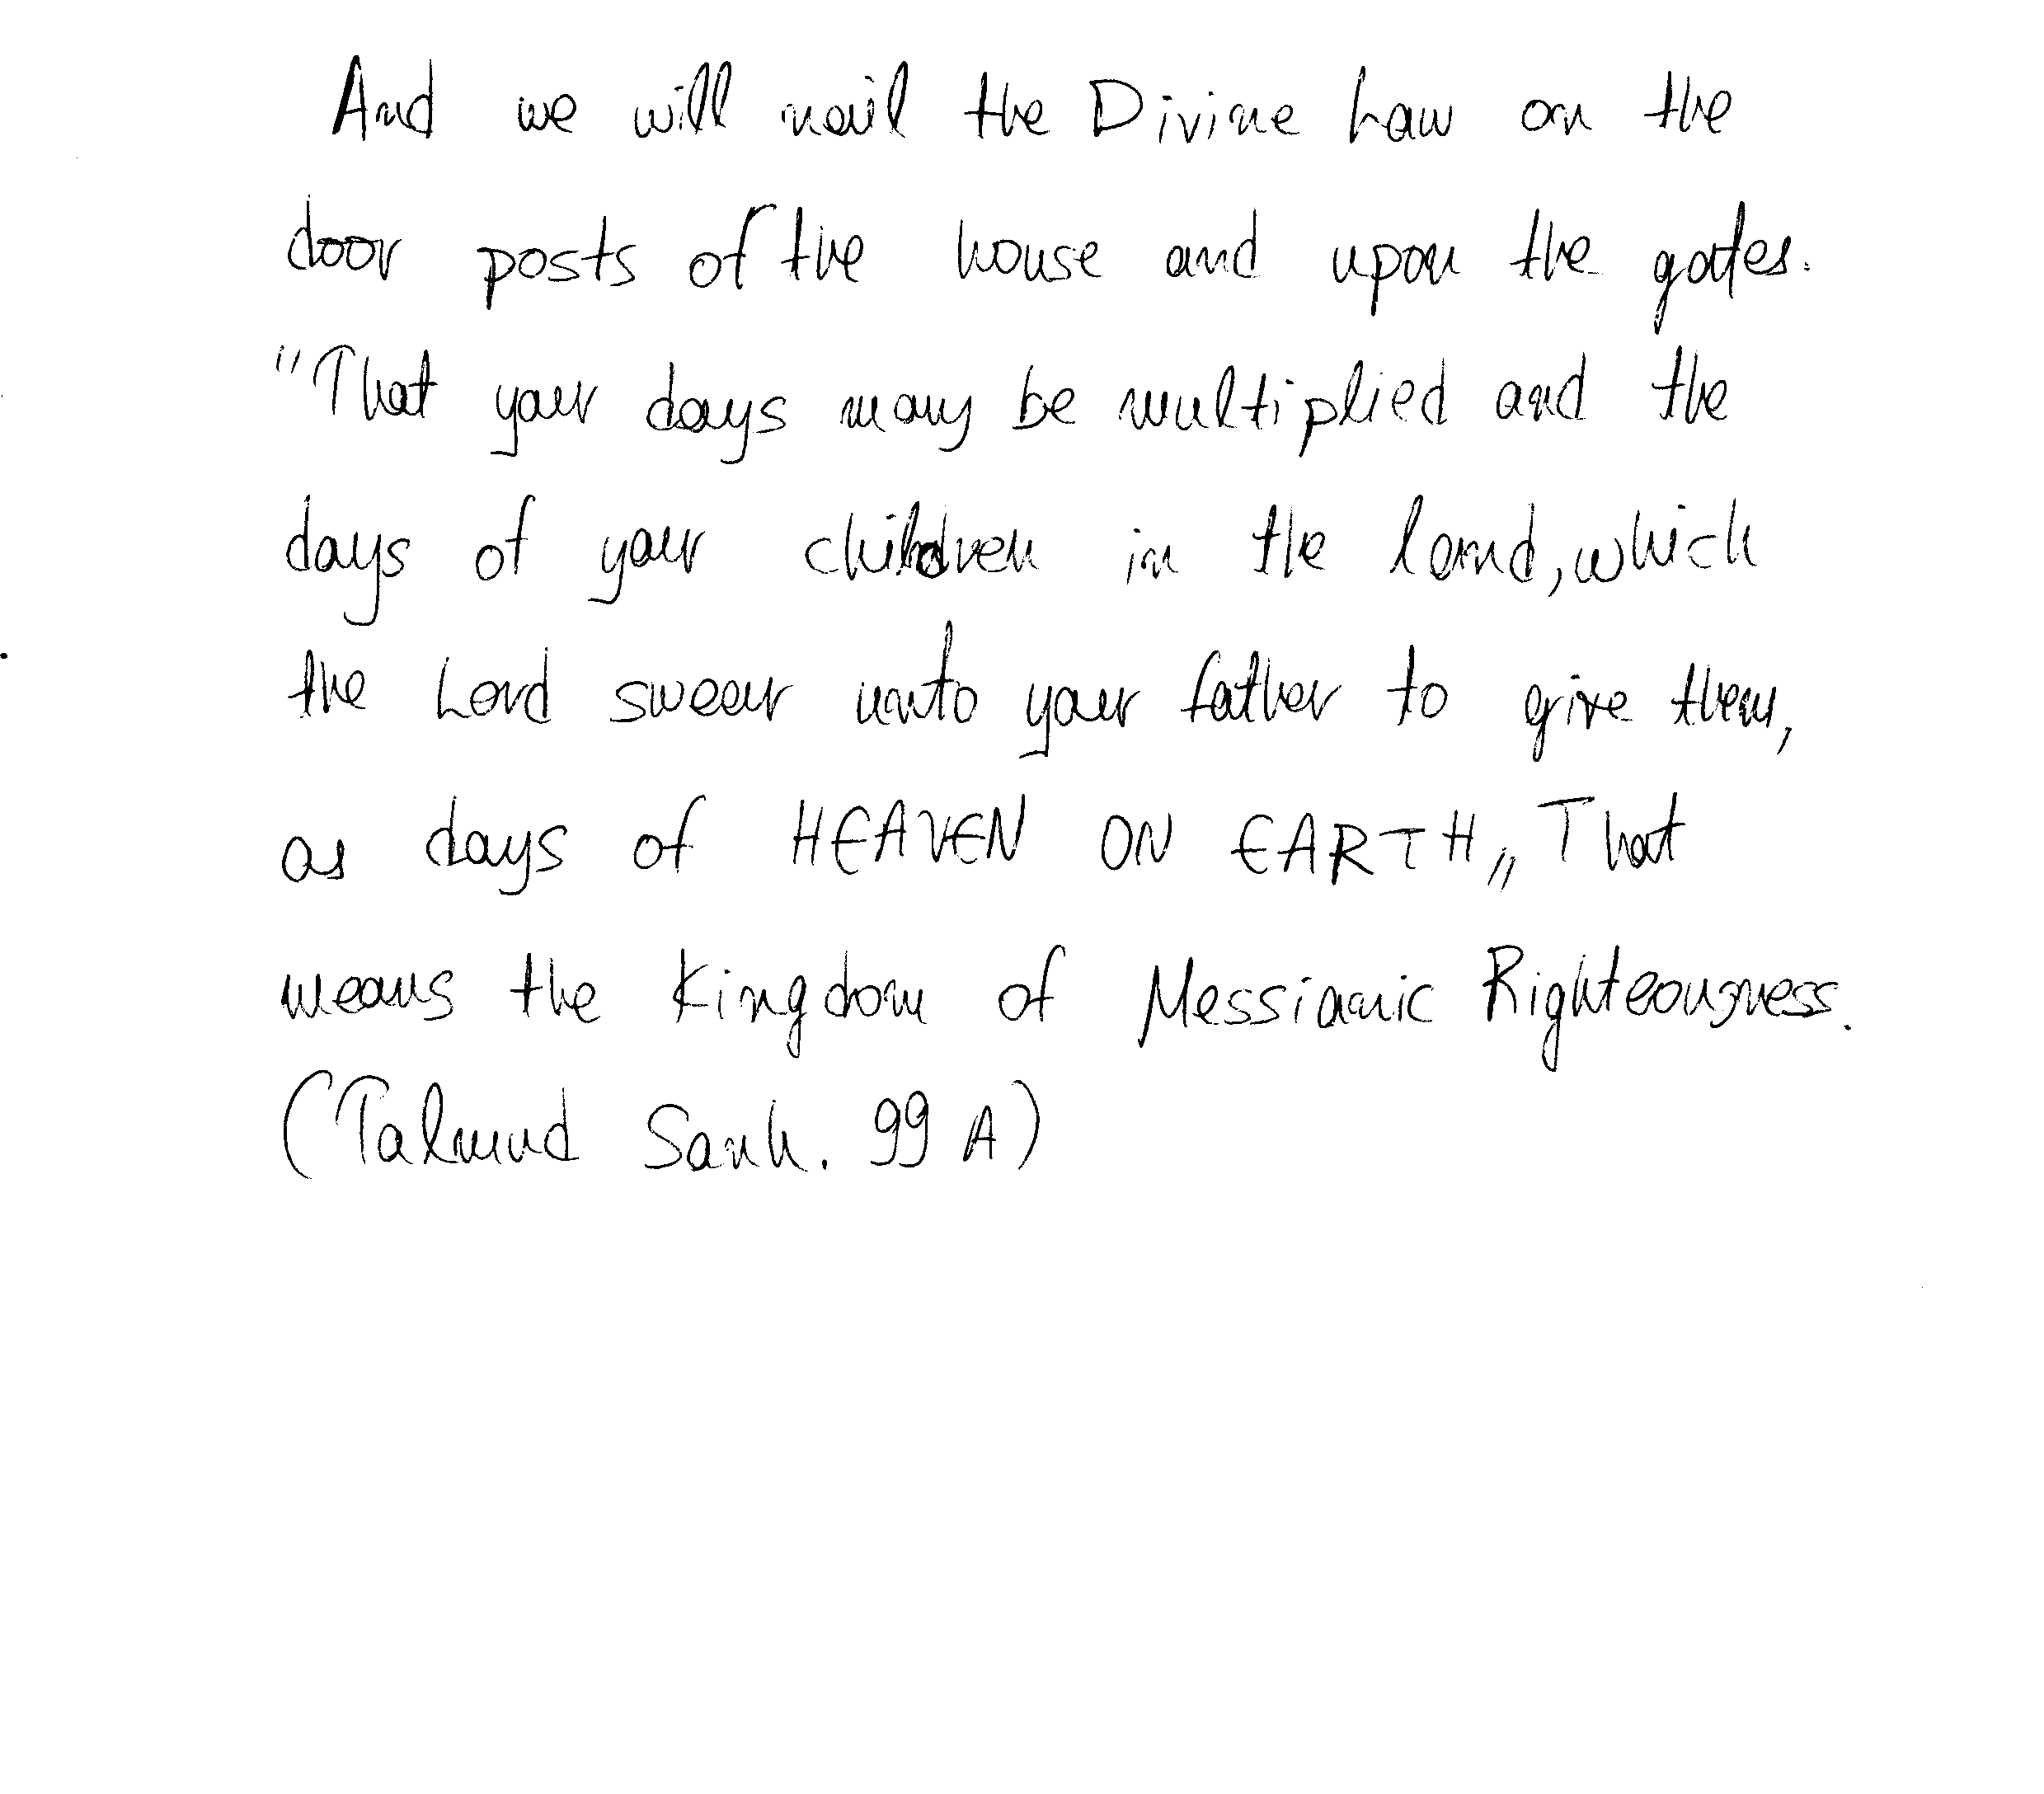 And we will nail the Divine Law on the
door posts of the house and upon the gates.
"That your days may be multiplied and the
days of your children in the land, which
the Lord swear unto your father to give them,
as days of HEAVEN ON EARTH„ That
means the Kingdom of Messianic Righteousness.
(Talmud Sanh. 99 A)